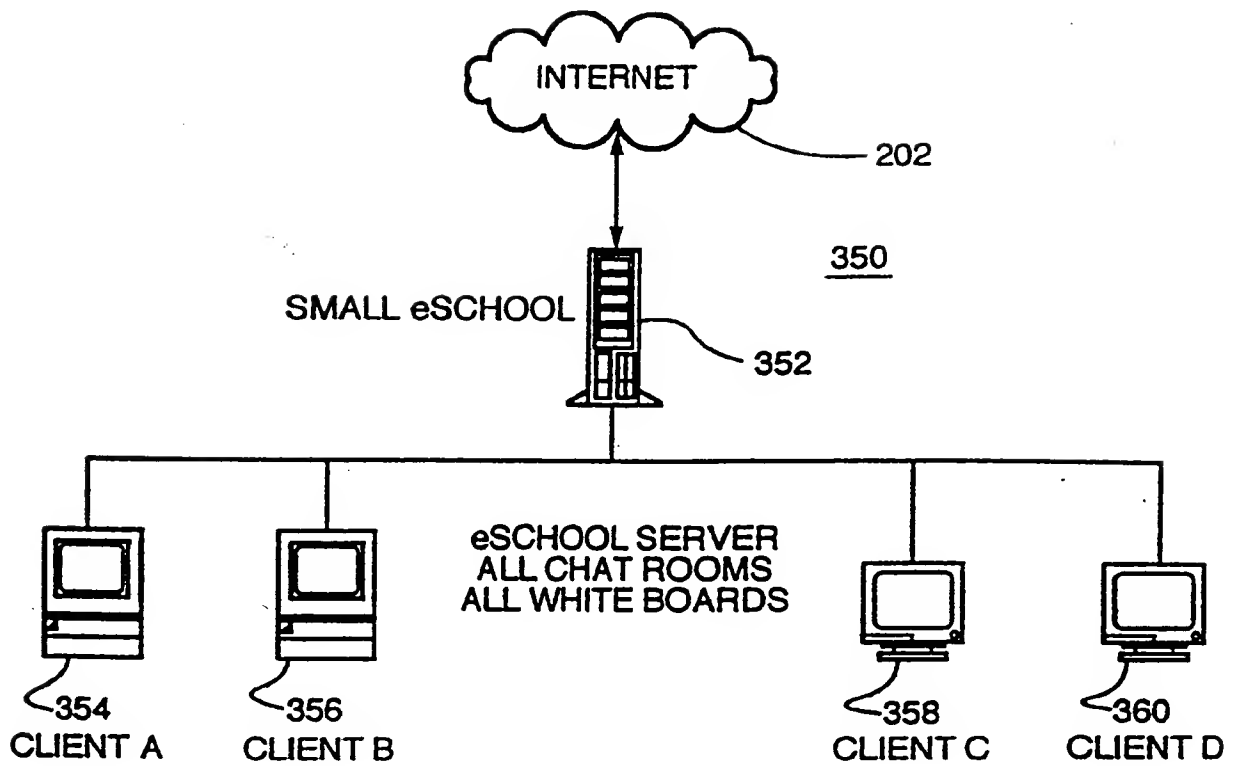 INTERNET
202
350
SMALL eSCHOOL
352
eSCHOOL SERVER
ALL CHAT ROOMS
ALL WHITE BOARDS
354
CLIENT A
356
CLIENT B
358
CLIENT C
360
CLIENT D